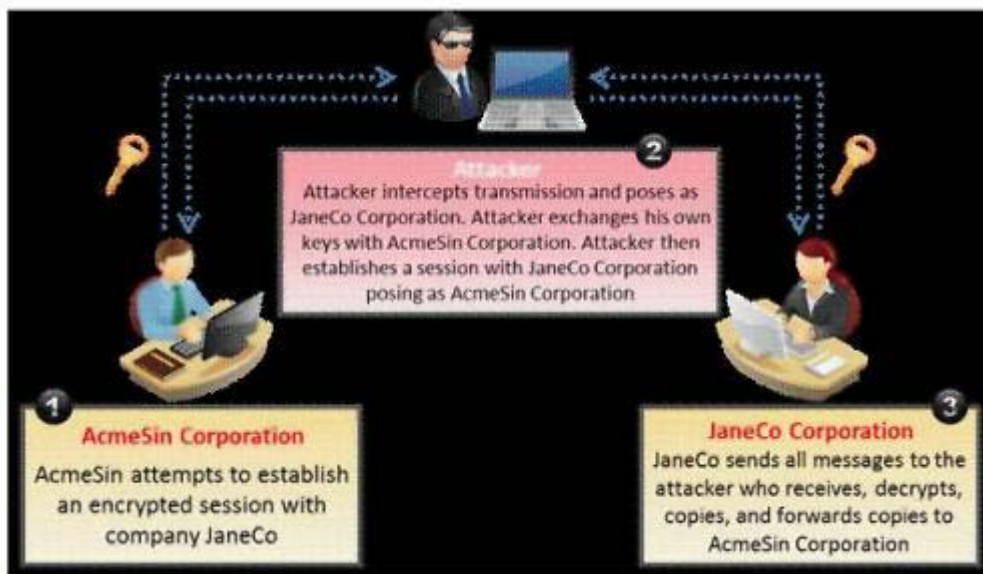 2
Attacker
Attacker intercepts transmission and poses as
JaneCo Corporation. Attacker exchanges his own
keys with AcmeSin Corporation. Attacker then
establishes a session with JaneCo Corporation
posing as AcmeSin Corporation
1
AcmeSin Corporation
AcmeSin attempts to establish
an encrypted session with
company JaneCo
3
JaneCo Corporation
JaneCo sends all messages to the
attacker who receives, decrypts,
copies, and forwards copies to
AcmeSin Corporation